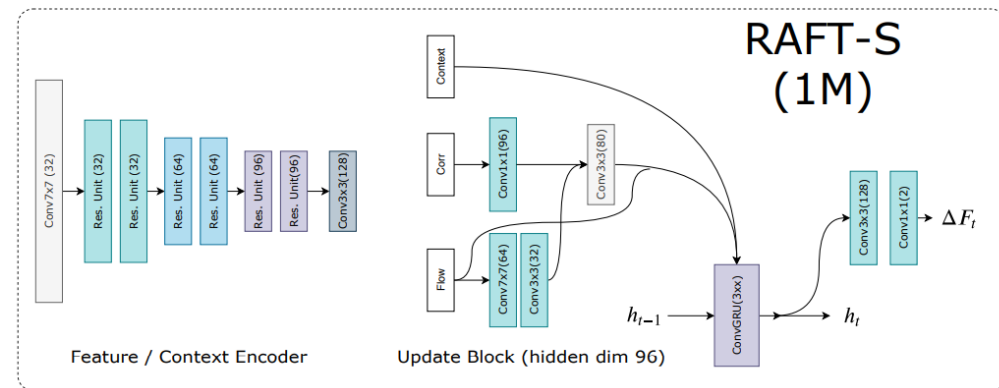 RAFT-S
(1M)
Conv7x7 (32)
Res. Unit (32)
Res. Unit (32)
Res. Unit (64)
Res. Unit (64)
Res. Unit (96)
Res. Unit(96)
Conv3x3(128)
Feature / Context Encoder
Context
Corr
Conv1x1(96)
Conv3x3(80)
Flow
Conv7x7(64)
Conv3x3(32)
h_{t−1}
ConvGRU(3xx)
h_t
Conv3x3(128)
Conv1x1(2)
ΔF_t
Update Block (hidden dim 96)